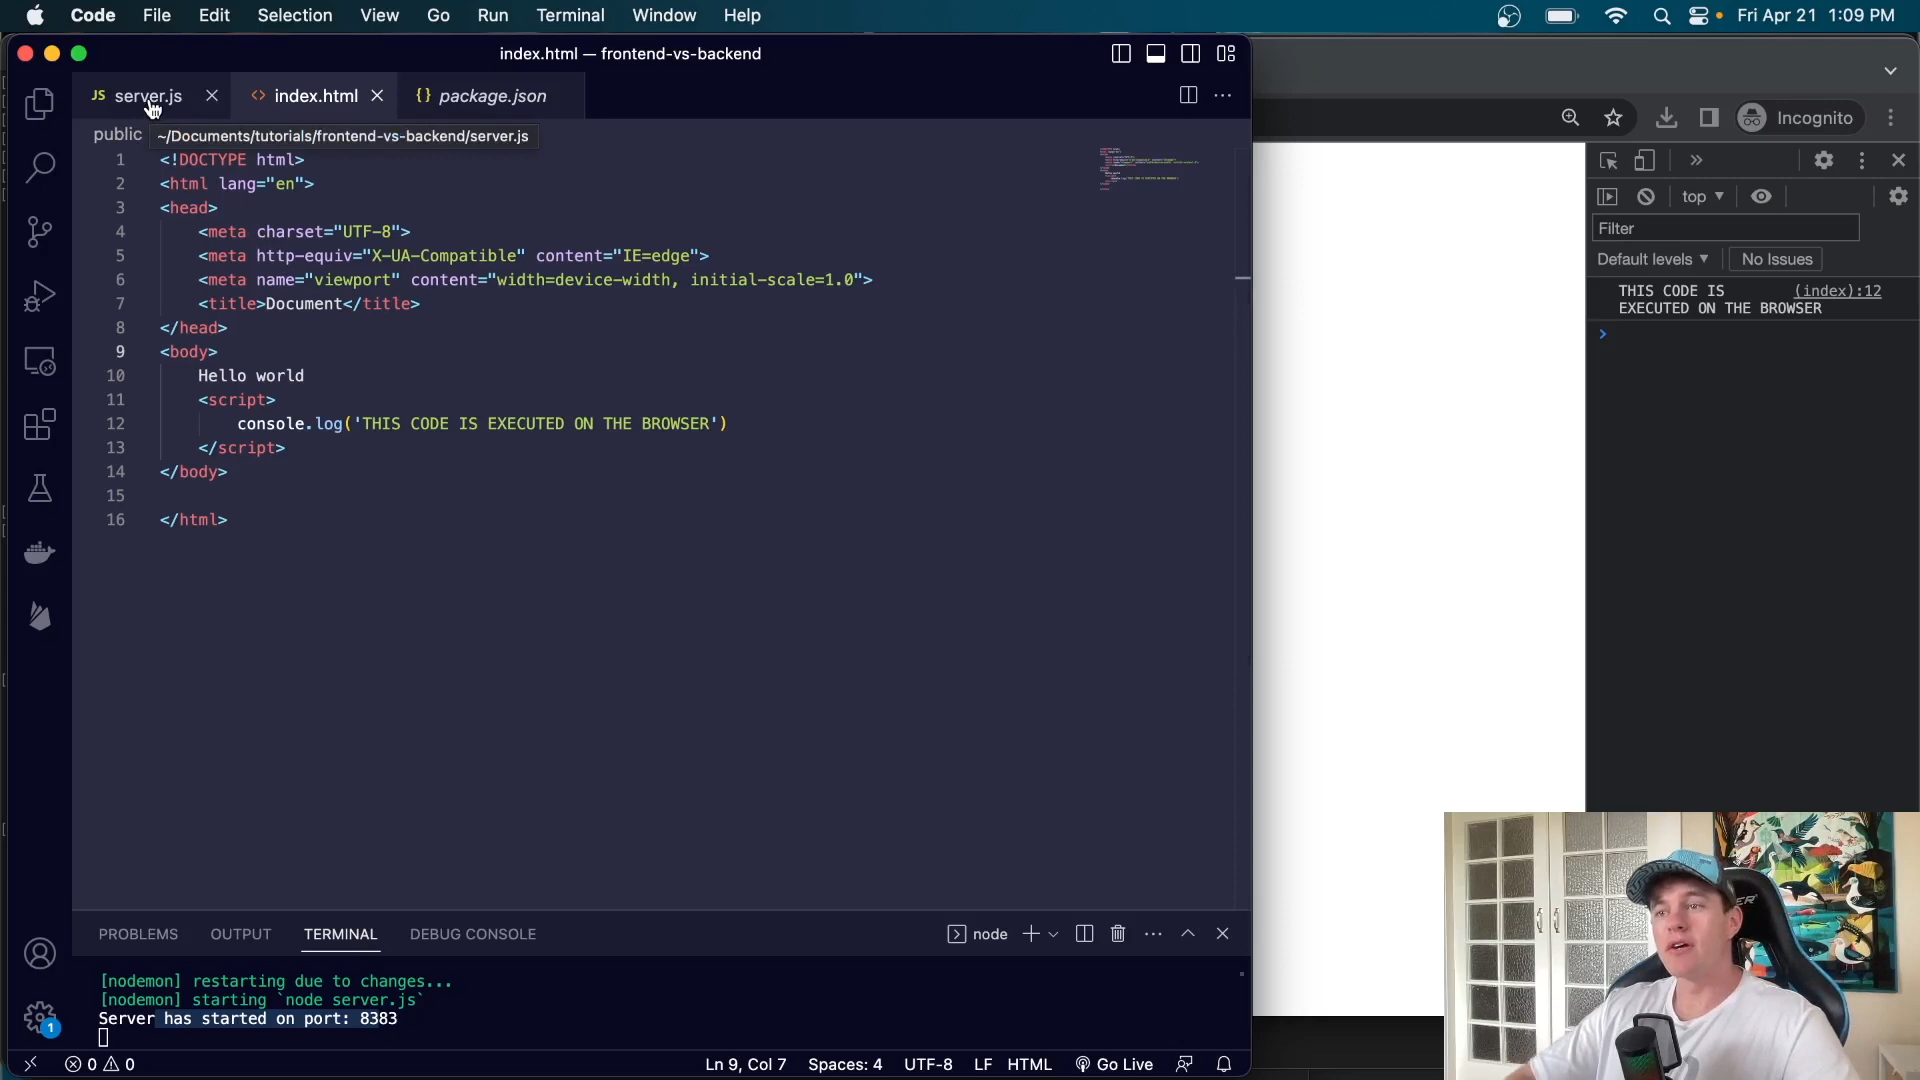 Code File Edit Selection View Go Run Terminal Window Help Fri Apr 21 1:09 PM
index.html — frontend-vs-backend
JS server.js index.html {} package.json
Incognito
public ~/Documents/tutorials/frontend-vs-backend/server.js
1 <!DOCTYPE html>
2 <html lang="en">
3 <head>
4 <meta charset="UTF-8">
5 <meta http-equiv="X-UA-Compatible" content="IE=edge">
6 <meta name="viewport" content="width=device-width, initial-scale=1.0">
7 <title>Document</title>
8 </head>
9 <body>
10 Hello world
11 <script>
12 console.log('THIS CODE IS EXECUTED ON THE BROWSER')
13 </script>
14 </body>
15
16 </html>
top
Filter
Default levels No Issues
THIS CODE IS (index):12
EXECUTED ON THE BROWSER
PROBLEMS OUTPUT TERMINAL DEBUG CONSOLE node
[nodemon] restarting due to changes...
[nodemon] starting `node server.js`
Server has started on port: 8383
1
0 0 Ln 9, Col 7 Spaces: 4 UTF-8 LF HTML Go Live